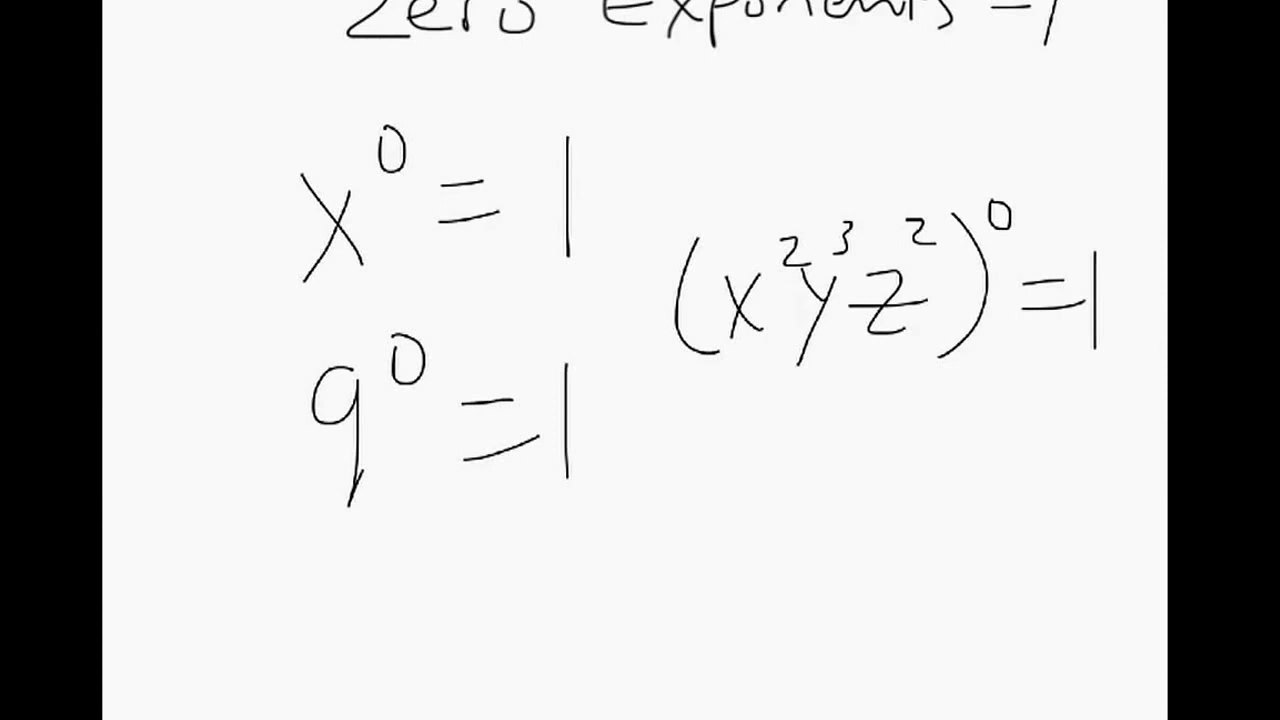 Zero Exponents = 1
x⁰ = 1
(x²y³z²)⁰ = 1
9⁰ = 1